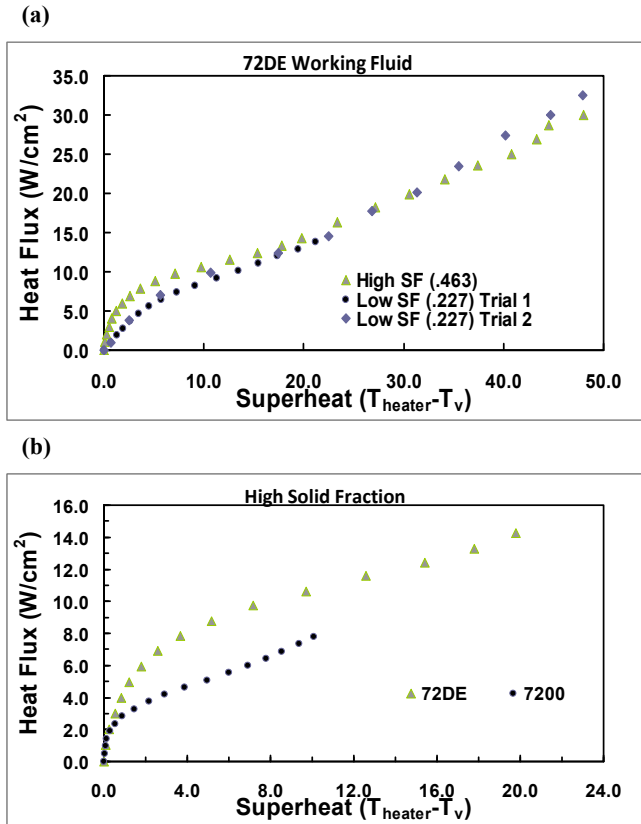 (a)
72DE Working Fluid
35.0
30.0
25.0
20.0
15.0
10.0
5.0
0.0
Heat Flux (W/cm²)
High SF (.463)
Low SF (.227) Trial 1
Low SF (.227) Trial 2
0.0 10.0 20.0 30.0 40.0 50.0
Superheat (Theater-Tv)
(b)
High Solid Fraction
16.0
14.0
12.0
10.0
8.0
6.0
4.0
2.0
0.0
Heat Flux (W/cm²)
72DE 7200
0.0 4.0 8.0 12.0 16.0 20.0 24.0
Superheat (Theater-Tv)